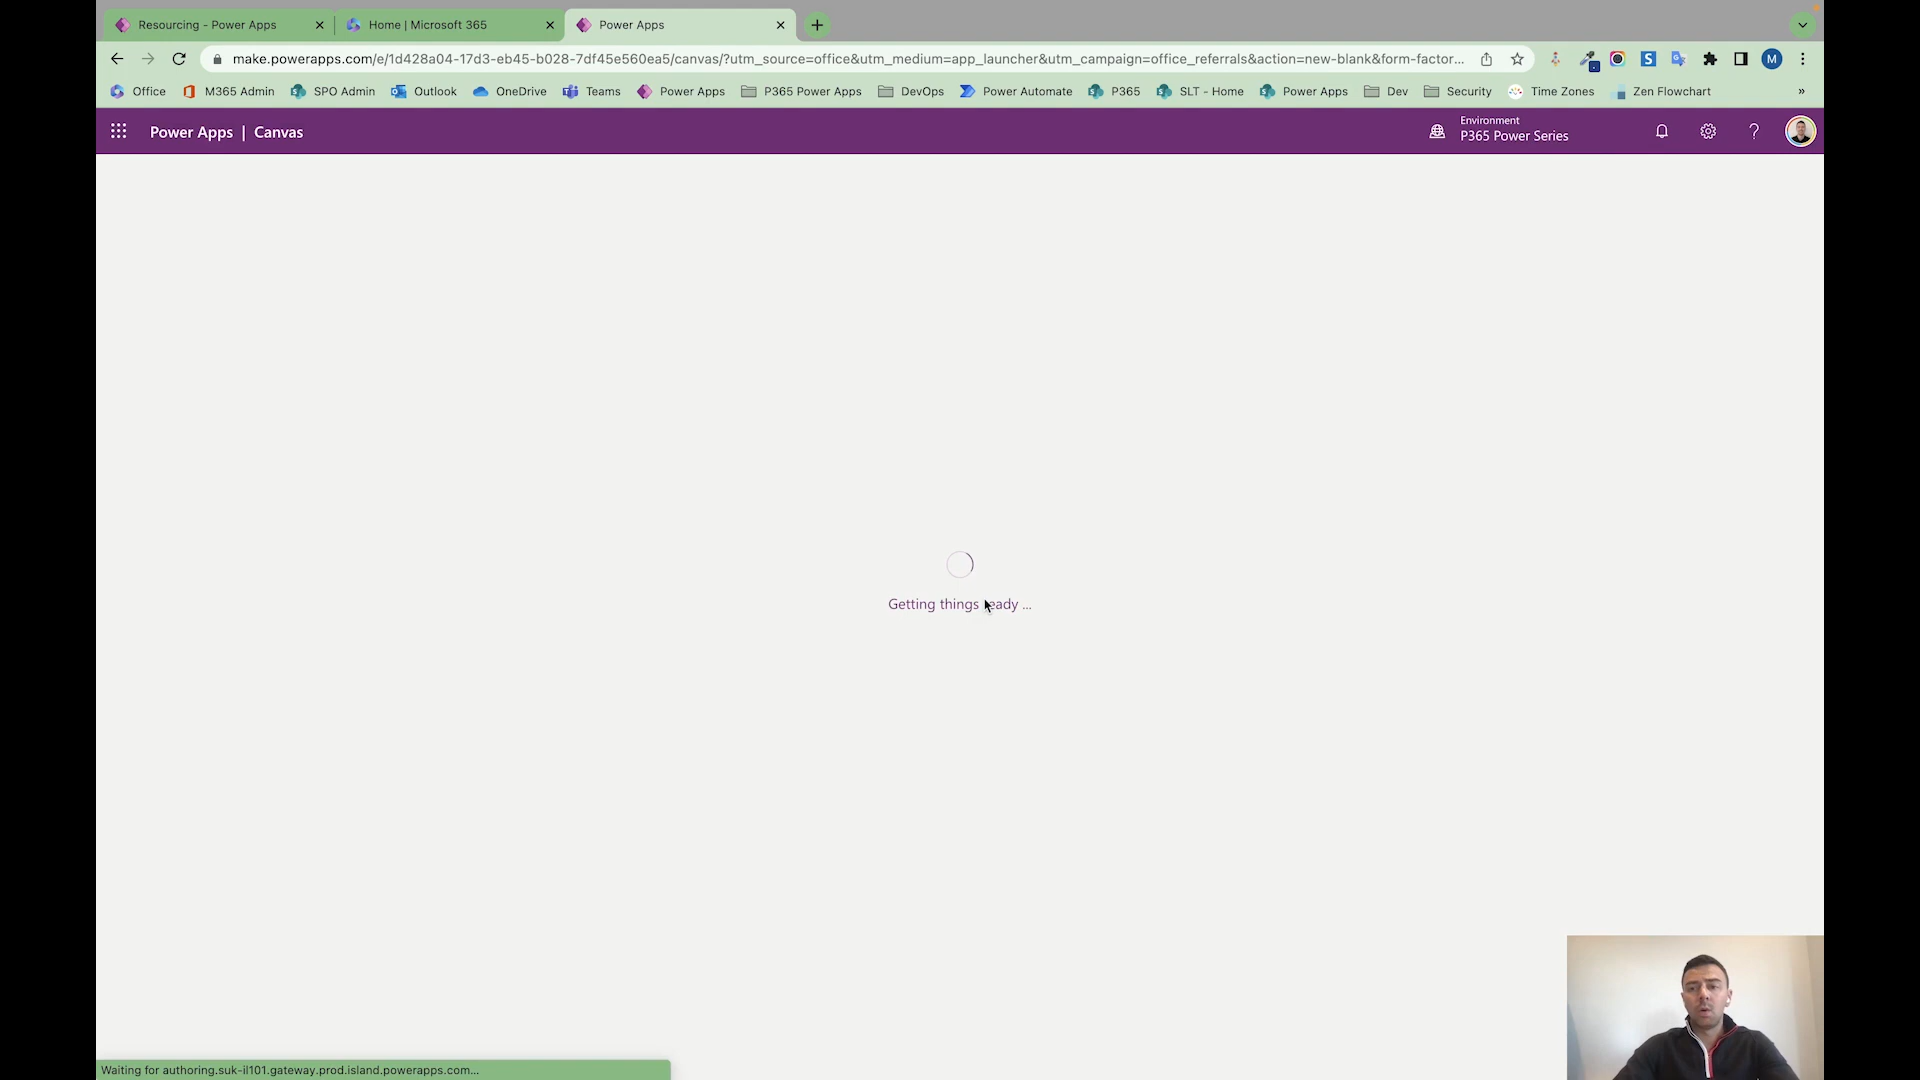 Resourcing - Power Apps
Home | Microsoft 365
Power Apps
make.powerapps.com/e/1d428a04-17d3-eb45-b028-7df45e560ea5/canvas/?utm_source=office&utm_medium=app_launcher&utm_campaign=office_referrals&action=new-blank&form-factor...
S
M
Office
M365 Admin
SPO Admin
Outlook
OneDrive
Teams
Power Apps
P365 Power Apps
DevOps
Power Automate
P365
SLT - Home
Power Apps
Dev
Security
Time Zones
Zen Flowchart
»
Power Apps | Canvas
Environment
P365 Power Series
?
Getting things ready ...
Waiting for authoring.suk-il101.gateway.prod.island.powerapps.com...